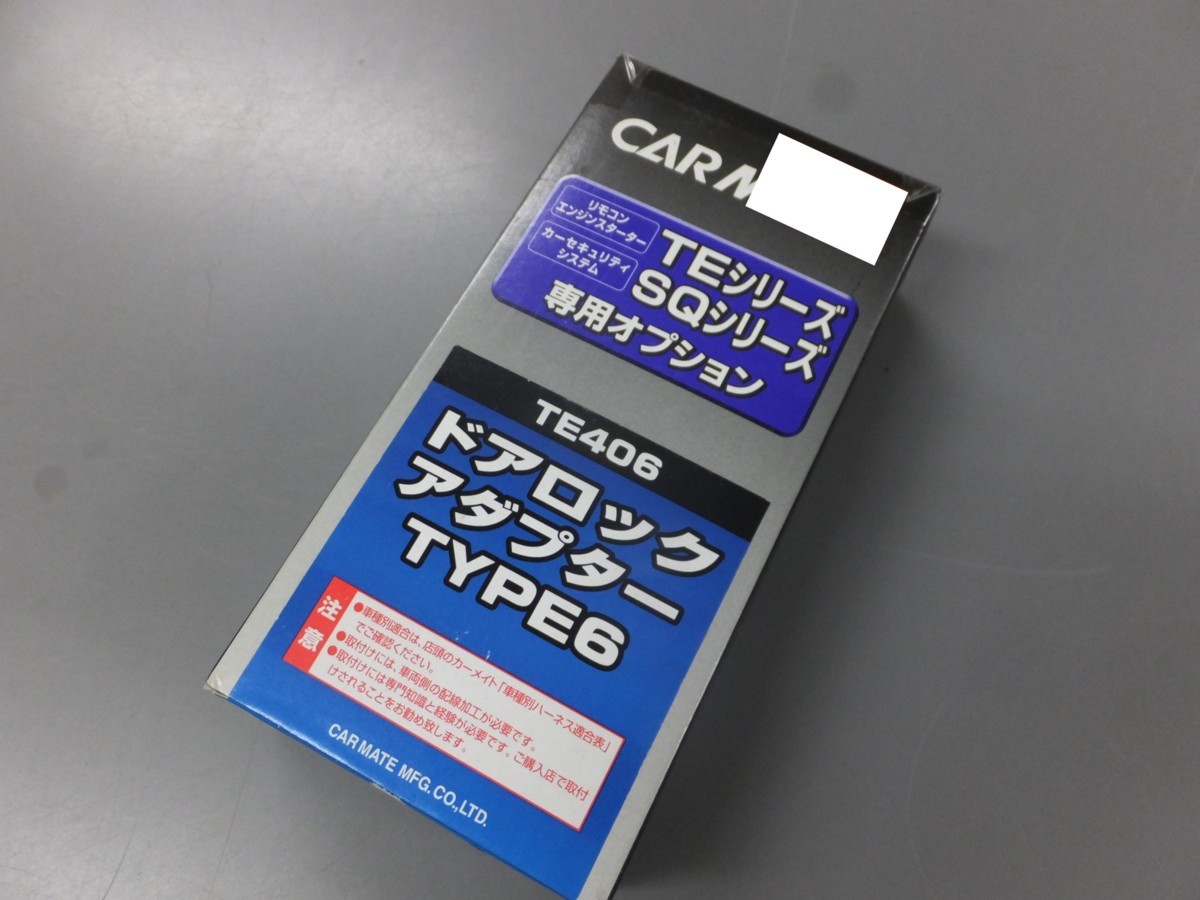 CAR M
リモコン
エンジンスターター
カーセキュリティ
システム
TEシリーズ
SQシリーズ
専用オプション
TE406
ドアロック
アダプター
TYPE6
注意
●車種別適合は、店頭のカーメイト「車種別ハーネス適合表」
でご確認ください。
●取付けには、車両側の配線加工が必要です。
●取付けには専門知識と経験が必要です。ご購入店で取付
けされることをお勧め致します。
CAR MATE MFG. CO., LTD.